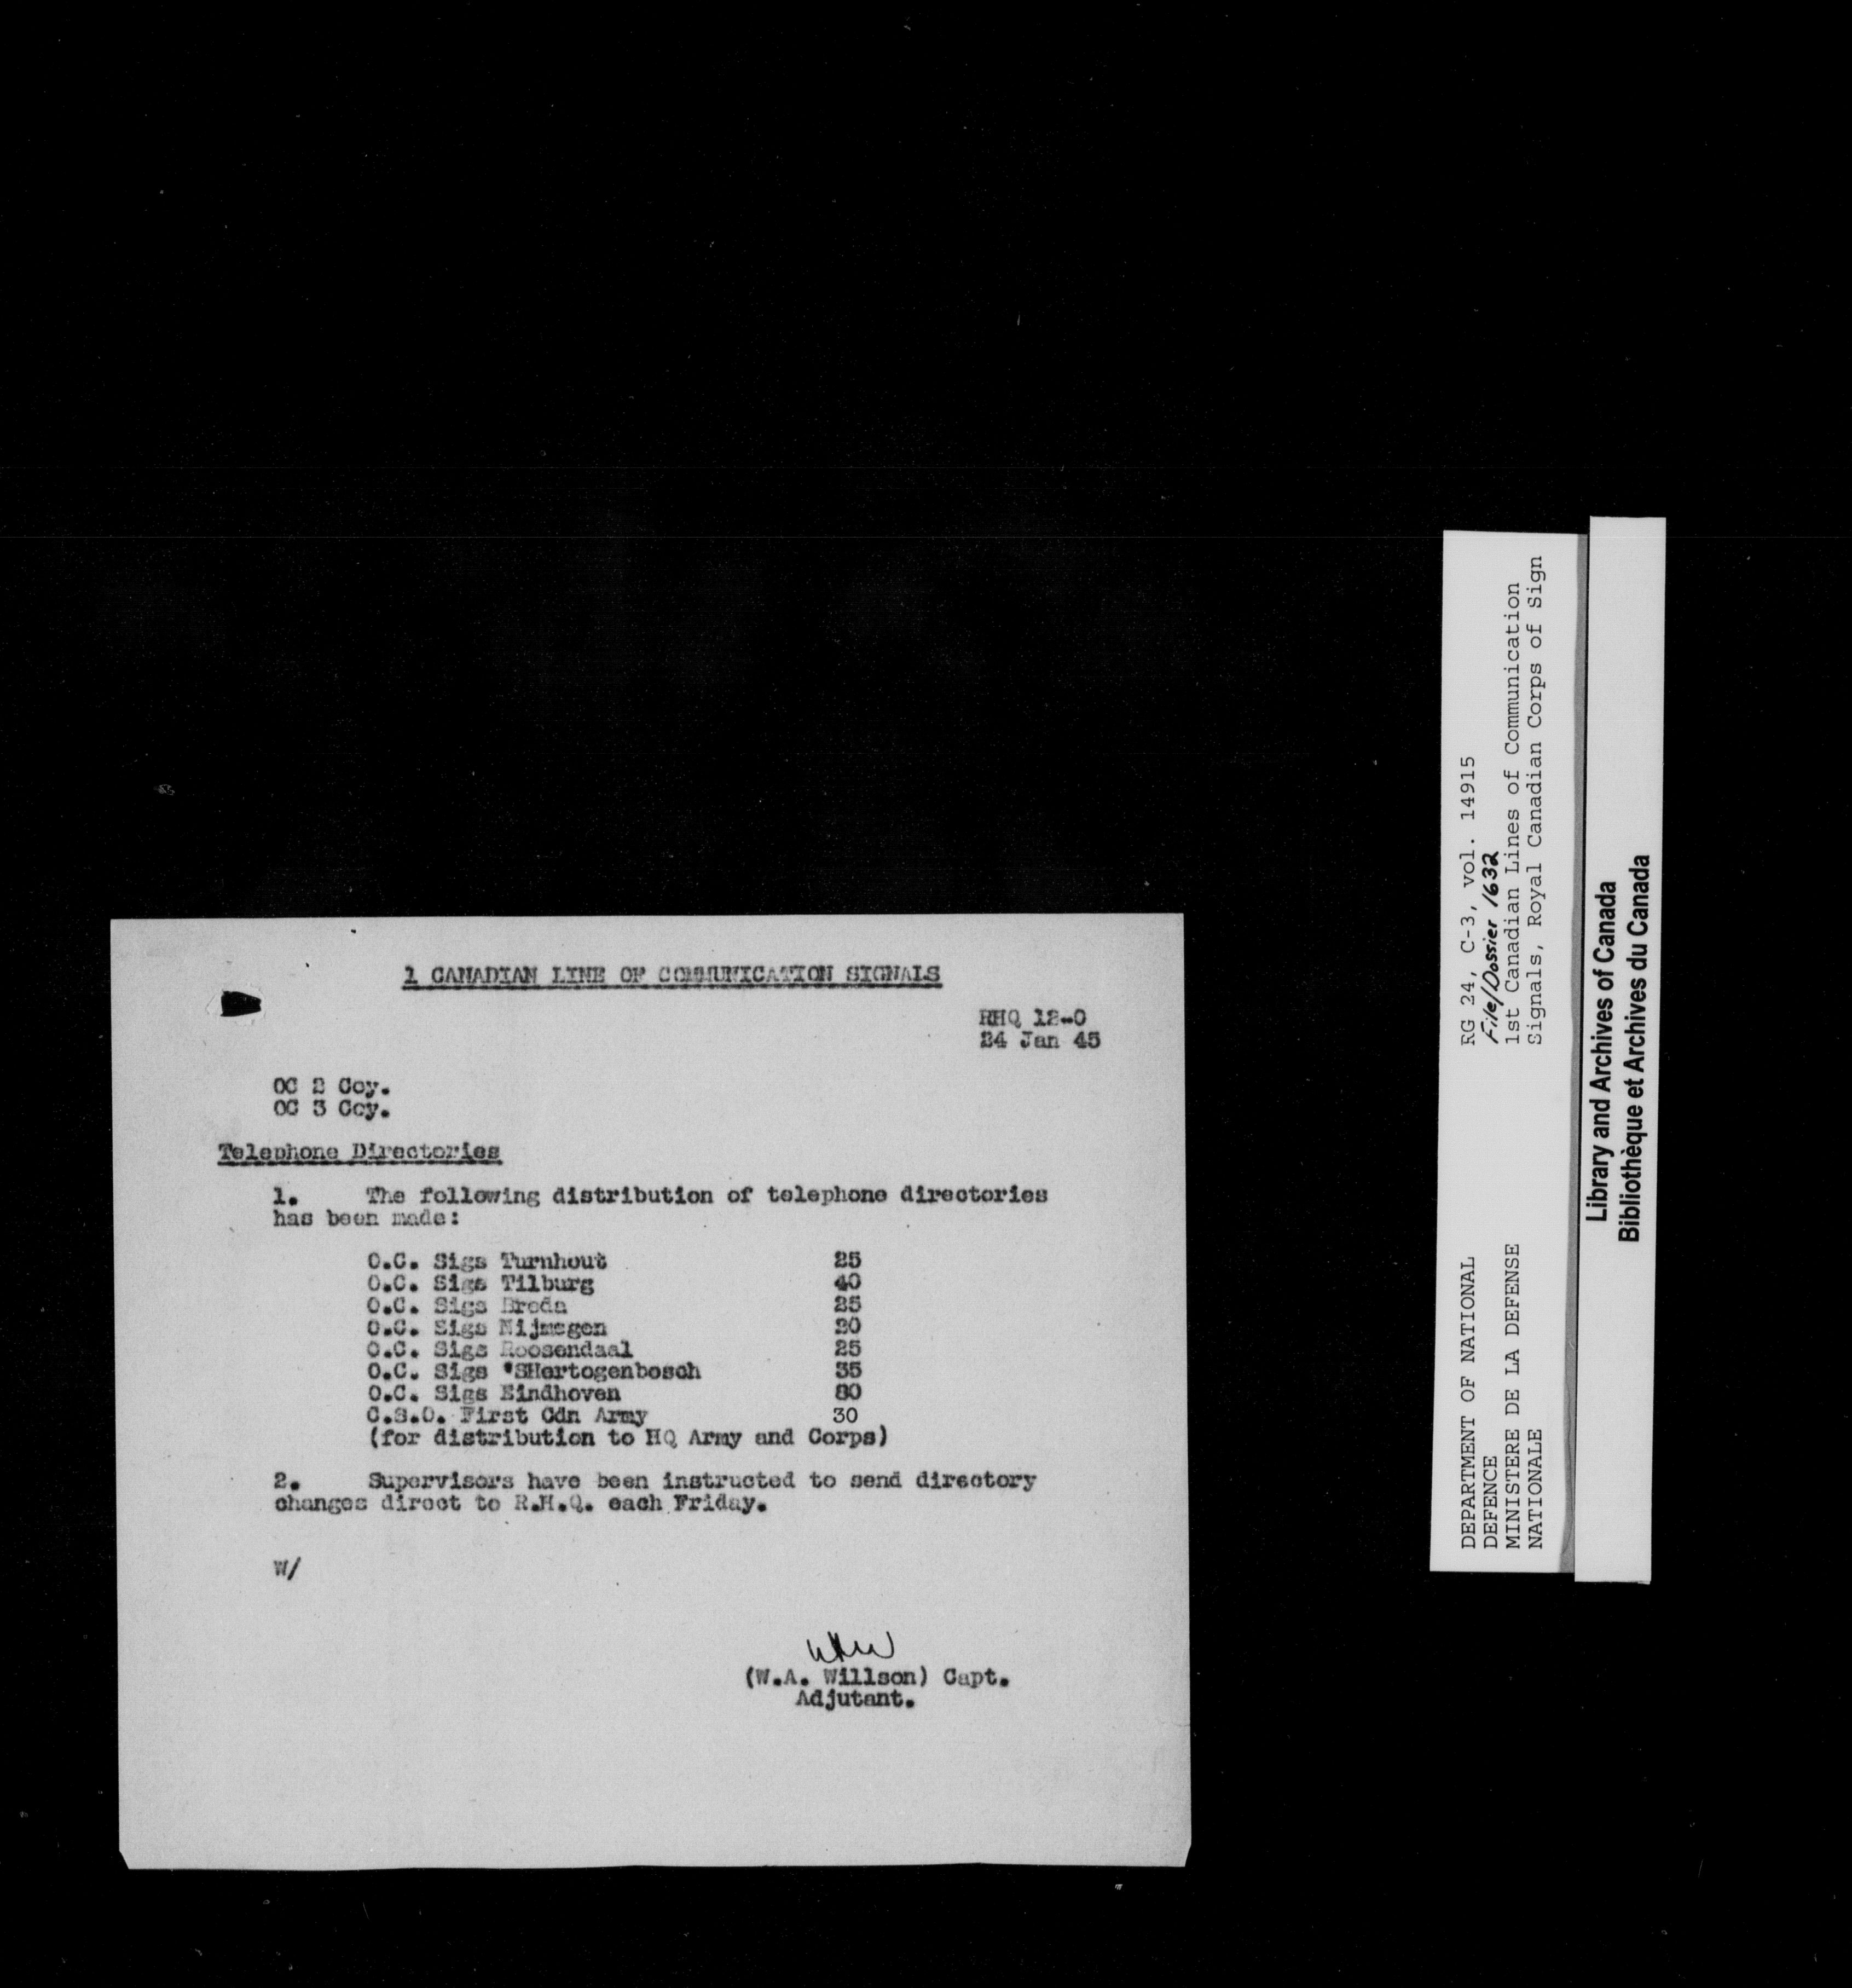 1 CANADIAN LINE OF COMMUNICATION SIGNALS
RHQ 12-0
24 Jan 45
OC 2 Coy.
OC 3 Coy.
Telephone Directories
1. The following distribution of telephone directories
has been made:
O.C. Sigs Turnhout 25
O.C. Sigs Tilburg 40
O.C. Sigs Breda 25
O.C. Sigs Nijmegen
O.C. Sigs Roosendaal 25
O.C. Sigs 'SHertogenbosch 35
O.C. Sigs Eindhoven 80
C.S.O. First Cdn Army 30
(for distribution to HQ Army and Corps)
2. Supervisors have been instructed to send directory
changes direct to R.H.Q. each Friday.
W/
(W.A. Willson) Capt.
Adjutant.
DEPARTMENT OF NATIONAL
DEFENCE
MINISTERE DE LA DEFENSE
NATIONALE
RG 24, C-3, vol. 14915
File/Dossier 1632
1st Canadian Lines of Communication
Signals, Royal Canadian Corps of Sign
Library and Archives of Canada
Bibliothèque et Archives du Canada